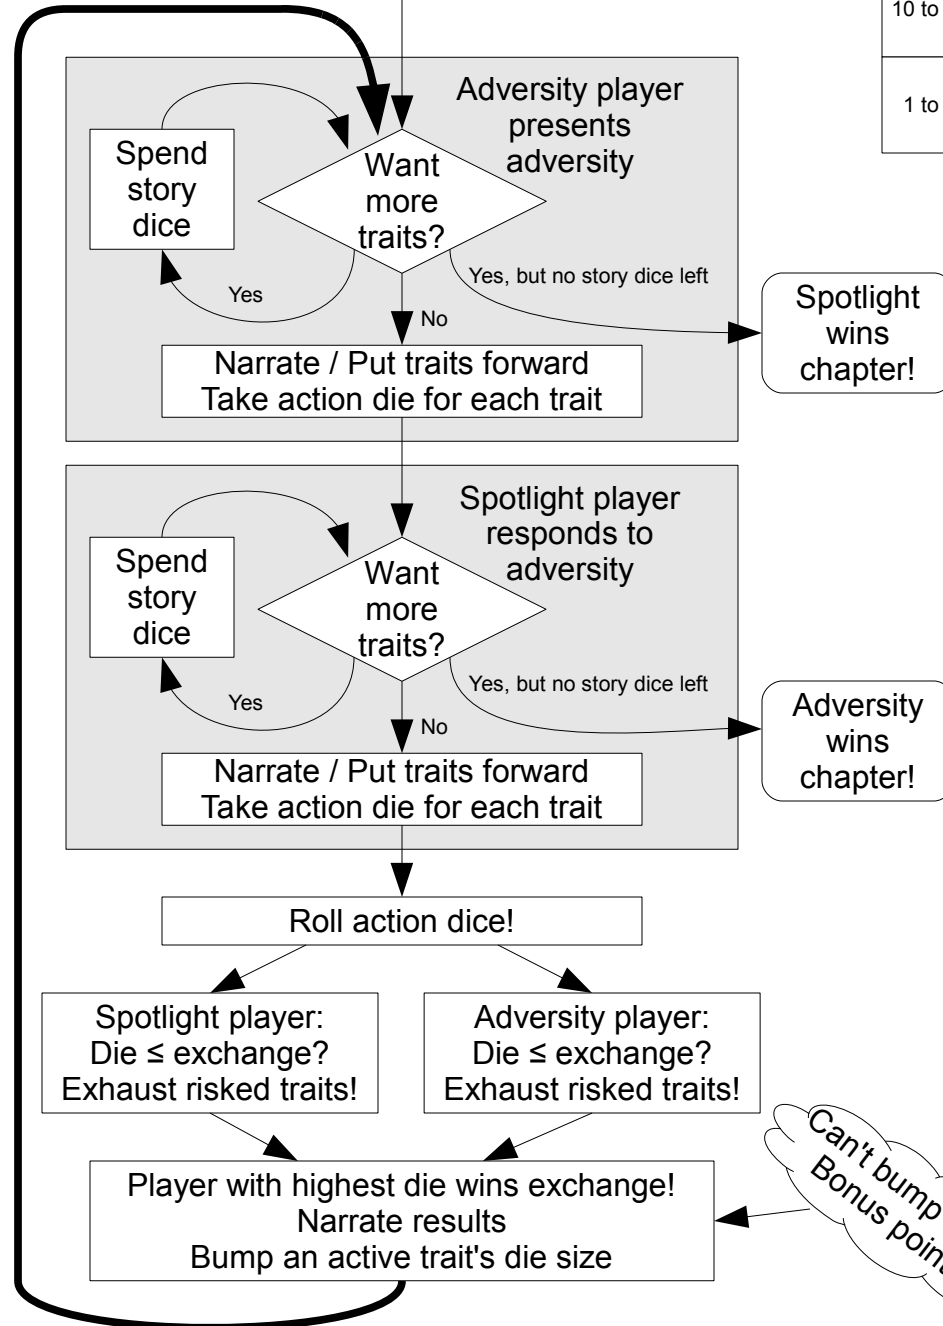 10 to
1 to
Adversity player
presents
adversity
Spend
story
dice
Want
more
traits?
Yes
Yes, but no story dice left
No
Spotlight
wins
chapter!
Narrate / Put traits forward
Take action die for each trait
Spotlight player
responds to
adversity
Spend
story
dice
Want
more
traits?
Yes
Yes, but no story dice left
No
Adversity
wins
chapter!
Narrate / Put traits forward
Take action die for each trait
Roll action dice!
Spotlight player:
Die ≤ exchange?
Exhaust risked traits!
Adversity player:
Die ≤ exchange?
Exhaust risked traits!
Player with highest die wins exchange!
Narrate results
Bump an active trait's die size
Can't bump
Bonus point